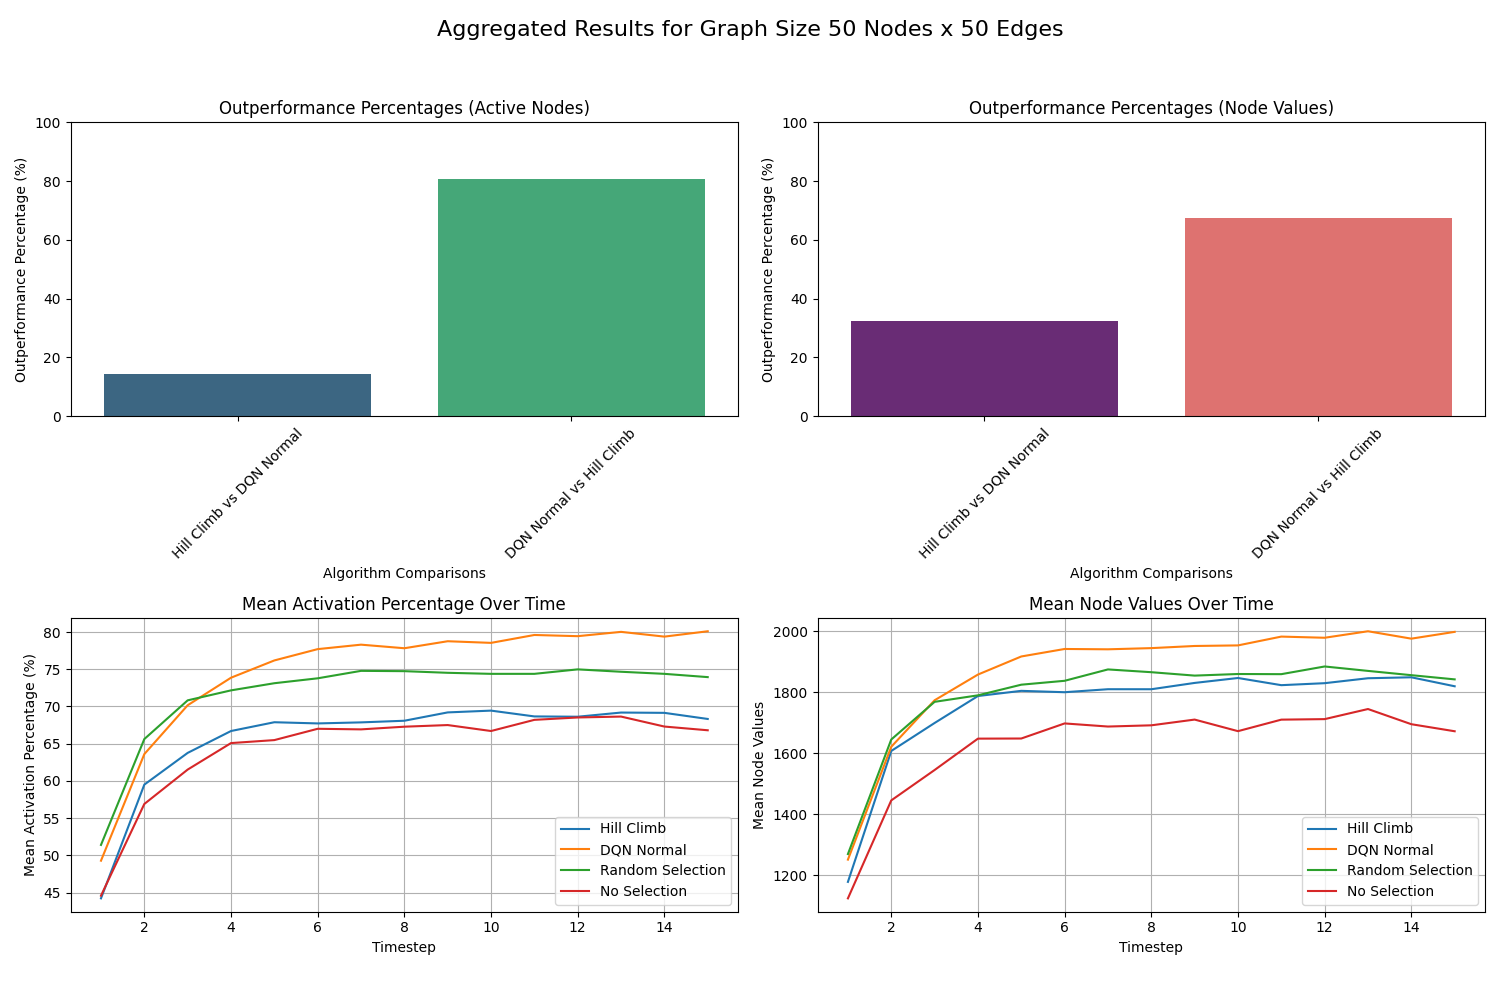 Aggregated Results for Graph Size 50 Nodes x 50 Edges
Outperformance Percentages (Active Nodes)
Outperformance Percentage (%)
100
80
60
40
20
0
Hill Climb vs DQN Normal
DQN Normal vs Hill Climb
Algorithm Comparisons
Outperformance Percentages (Node Values)
Outperformance Percentage (%)
100
80
60
40
20
0
Hill Climb vs DQN Normal
DQN Normal vs Hill Climb
Algorithm Comparisons
Mean Activation Percentage Over Time
Mean Activation Percentage (%)
80
75
70
65
60
55
50
45
2 4 6 8 10 12 14
Timestep
Hill Climb
DQN Normal
Random Selection
No Selection
Mean Node Values Over Time
Mean Node Values
2000
1800
1600
1400
1200
2 4 6 8 10 12 14
Timestep
Hill Climb
DQN Normal
Random Selection
No Selection